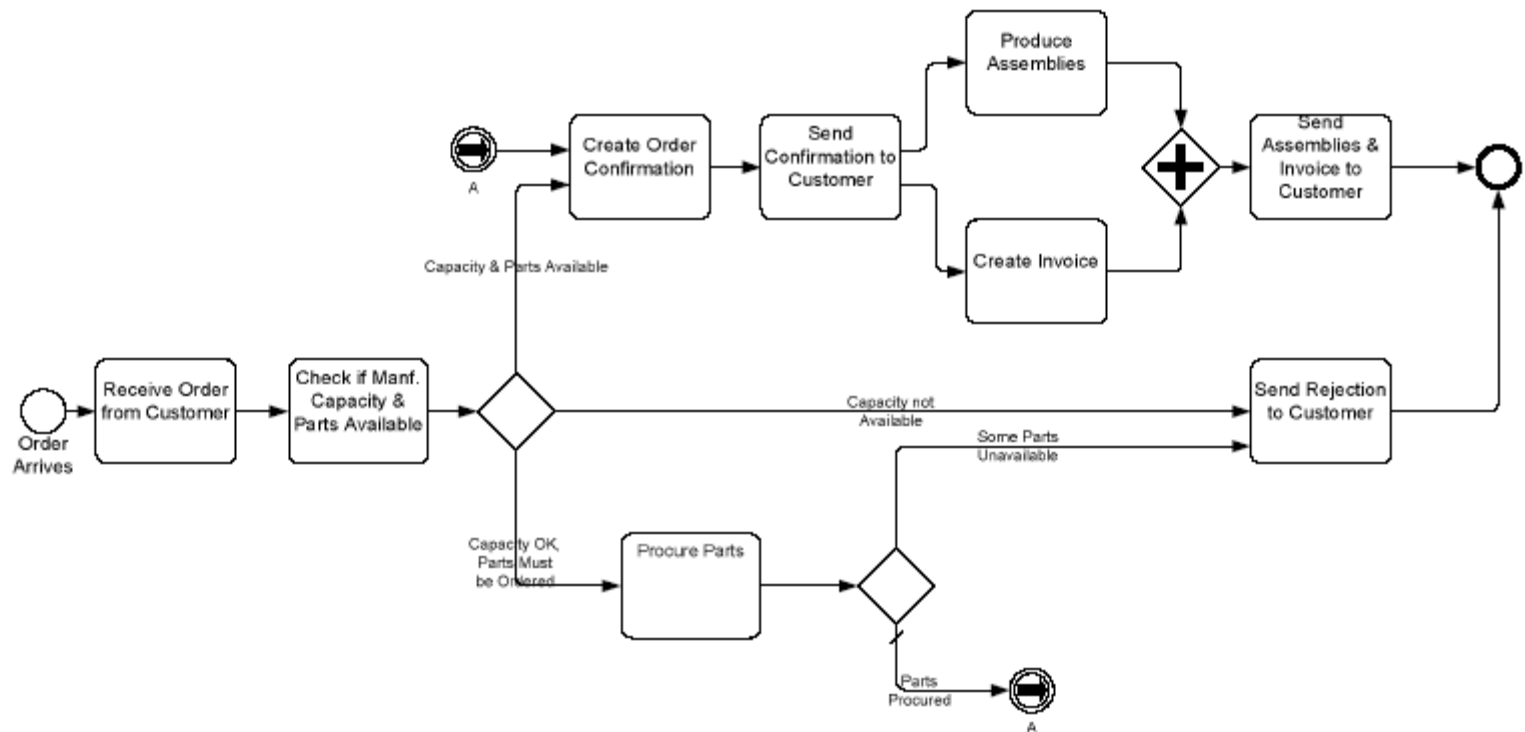 Produce
Assemblies
Create Order
Confirmation
Send
Confirmation to
Customer
Send
Assemblies &
Invoice to
Customer
A
Create Invoice
Capacity & Parts Available
Order
Arrives
Receive Order
from Customer
Check if Manf.
Capacity &
Parts Available
Capacity not
Available
Send Rejection
to Customer
Some Parts
Unavailable
Capacity OK,
Parts Must
be Ordered
Procure Parts
Parts
Procured
A